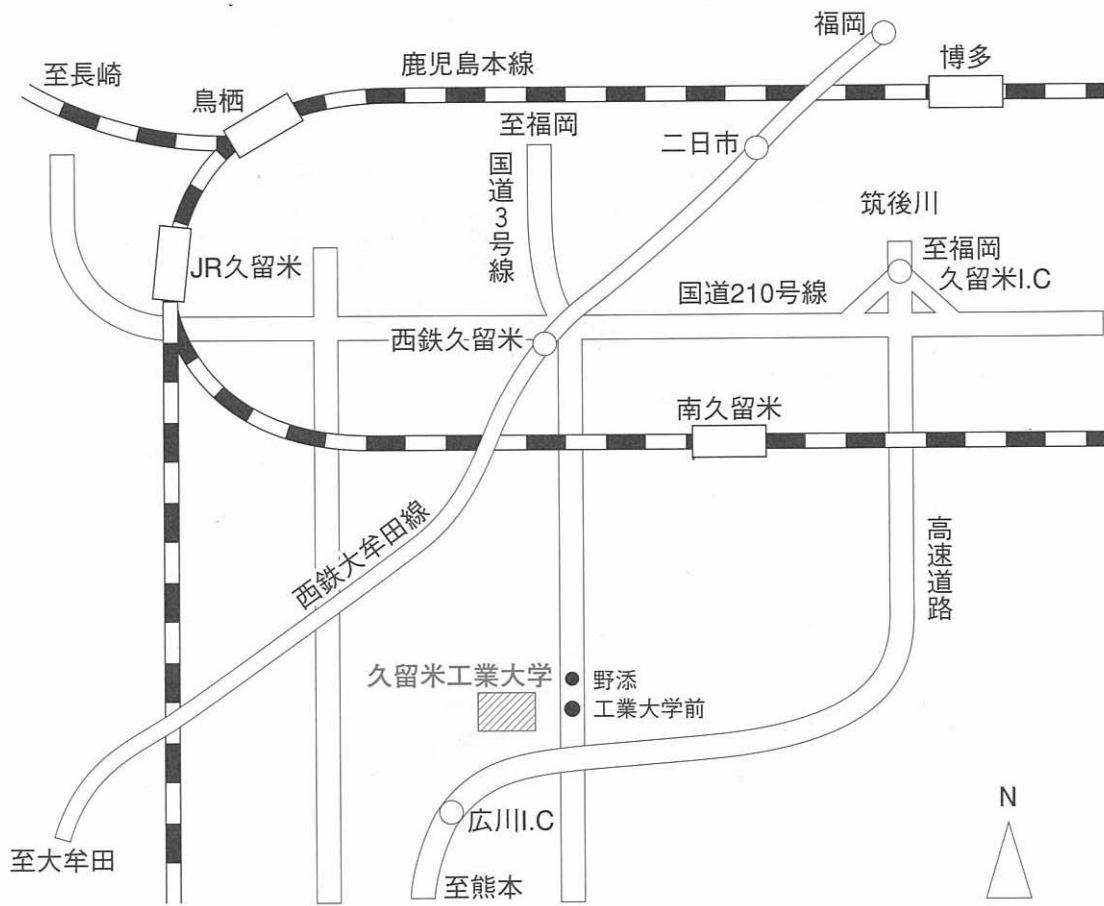 福岡
至長崎
鹿児島本線
博多
鳥栖
至福岡
二日市
国道3号線
筑後川
至福岡
JR久留米
久留米I.C
国道210号線
西鉄久留米
南久留米
西鉄大牟田線
高速道路
久留米工業大学
野添
工業大学前
N
広川I.C
至大牟田
至熊本